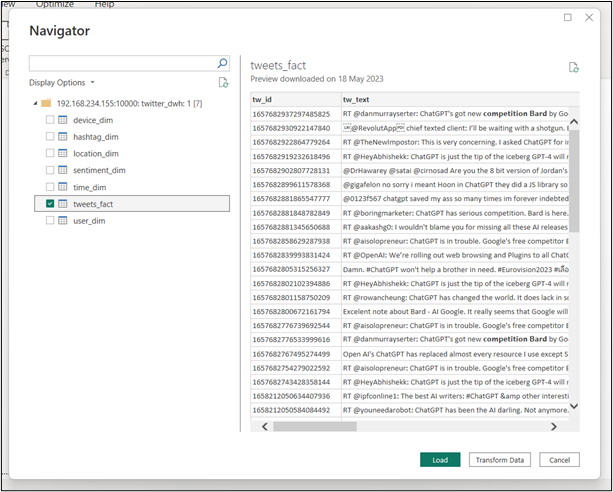 Optimize
Help
Navigator
Display Options
192.168.234.155:10000: twitter_dwh: 1 [7]
device_dim
hashtag_dim
location_dim
sentiment_dim
time_dim
tweets_fact
user_dim
tweets_fact
Preview downloaded on 18 May 2023
tw_id tw_text
1657682937297485825 RT @danmurrayserter: ChatGPT's got new competition Bard by Goo
1657682930922147840 @RevolutApp chief texted client: I'll be waiting with a shotgun.
1657682922864779264 RT @TheNewImpostor: This is very concerning. I asked ChatGPT for i
1657682919232618496 RT @HeyAbhishekk: ChatGPT is just the tip of the iceberg GPT-4 will r
1657682902807728131 @DrHawarey @satai @cirnosad Are you the 8 bit version of Jordan's
1657682899611578368 @gigafelon no sorry i meant Hoon in ChatGPT they did a JS library so
1657682881865547777 @0123f567 chatgpt saved my ass so many times im forever indebted
1657682881848782849 RT @boringmarketer: ChatGPT has serious competition. Bard is here.
1657682881345650688 RT @aakashg0: I wouldn't blame you for missing all these AI releases
1657682858629287938 RT @aisolopreneur: ChatGPT is in trouble. Google's free competitor B
1657682839993831424 RT @OpenAI: We're rolling out web browsing and Plugins to all ChatG
1657682805315256327 Damn. #ChatGPT won't help a brother in need. #Eurovision2023
1657682802102394886 RT @HeyAbhishekk: ChatGPT is just the tip of the iceberg GPT-4 will r
1657682801158750209 RT @rowancheung: ChatGPT has changed the world. It does lack in so
1657682800672161794 Excelent note about Bard - AI Google. It really seems that Google will
1657682776739692544 RT @aisolopreneur: ChatGPT is in trouble. Google's free competitor B
1657682776533999616 RT @danmurrayserter: ChatGPT's got new competition Bard by Goo
1657682767495274499 Open AI's ChatGPT has replaced almost every resource I use except S
1657682754279022592 RT @aisolopreneur: ChatGPT is in trouble. Google's free competitor B
1657682743428358144 RT @HeyAbhishekk: ChatGPT is just the tip of the iceberg GPT-4 will r
1658212050634407936 RT @ipfconline1: The best AI writers: #ChatGPT &amp other interesti
1658212050584084492 RT @youneedarobot: ChatGPT has been the AI darling. Not anymore.
Load
Transform Data
Cancel